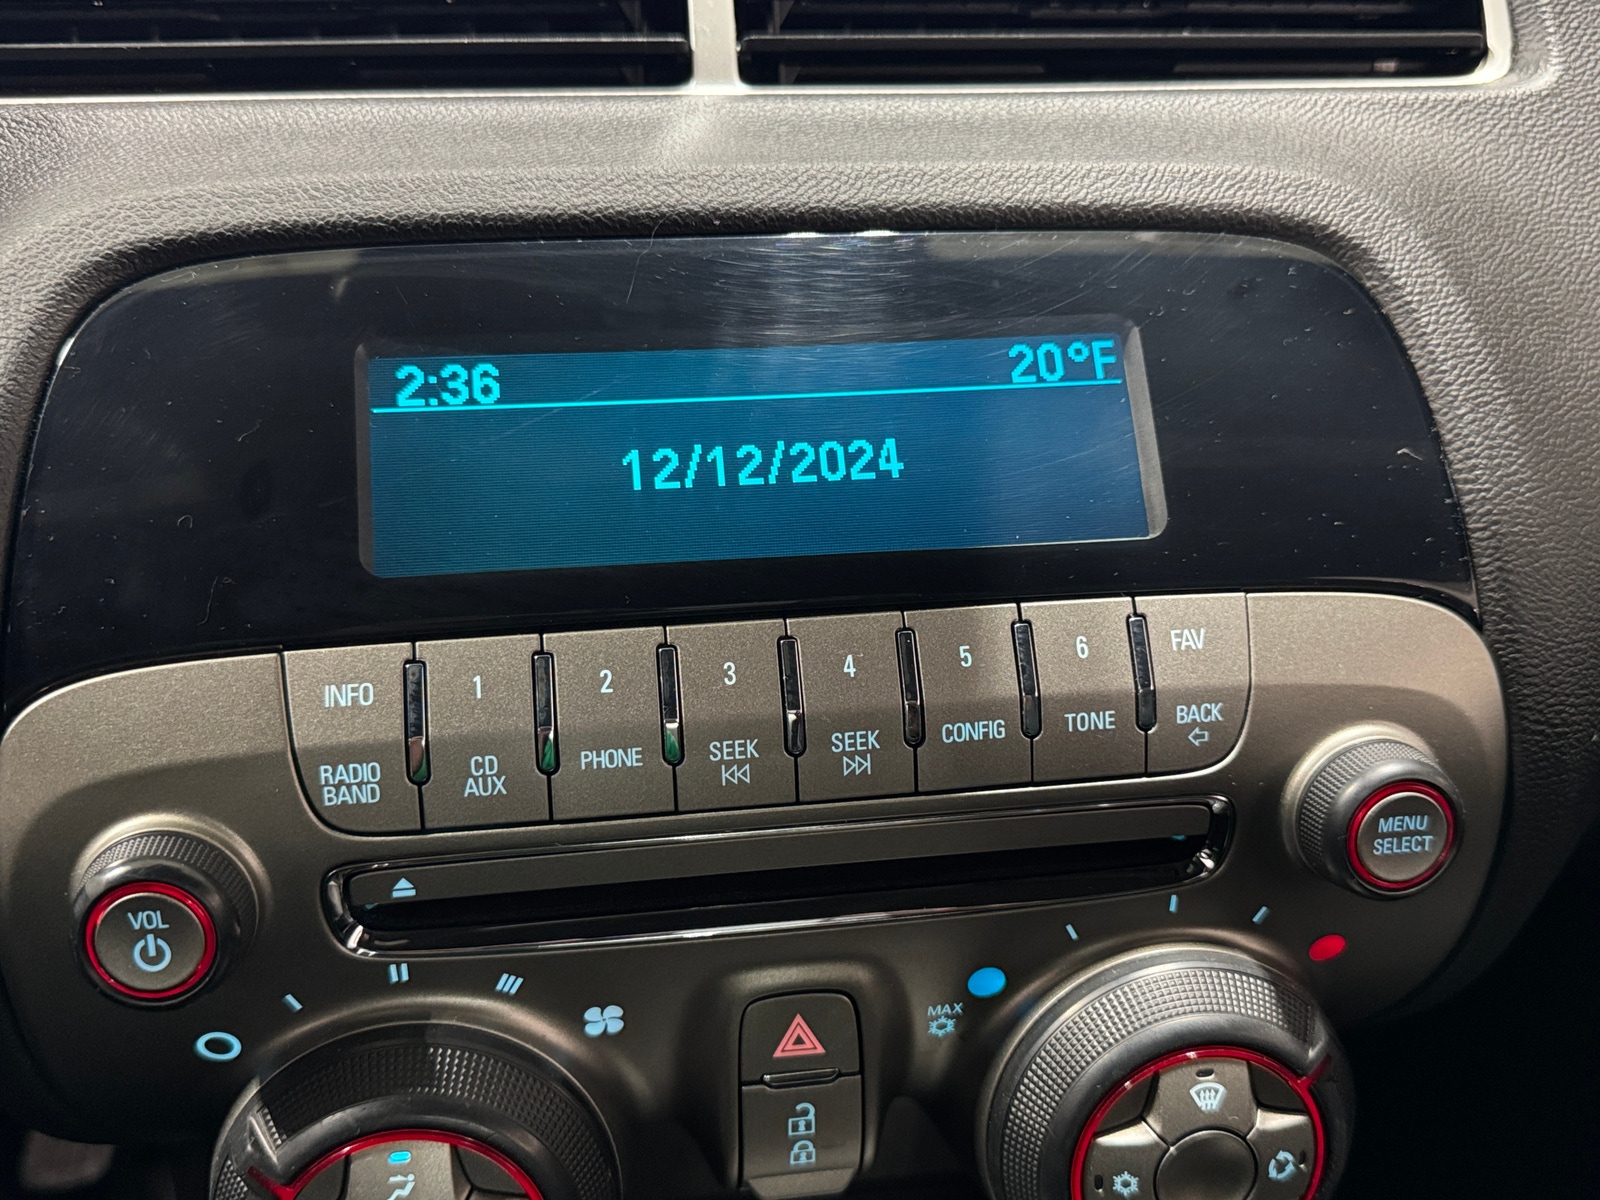 2:36 20°F
12/12/2024
INFO 1 2 3 4 5 6 FAV
RADIO BAND CD AUX PHONE SEEK SEEK CONFIG TONE BACK
VOL
MENU SELECT
MAX